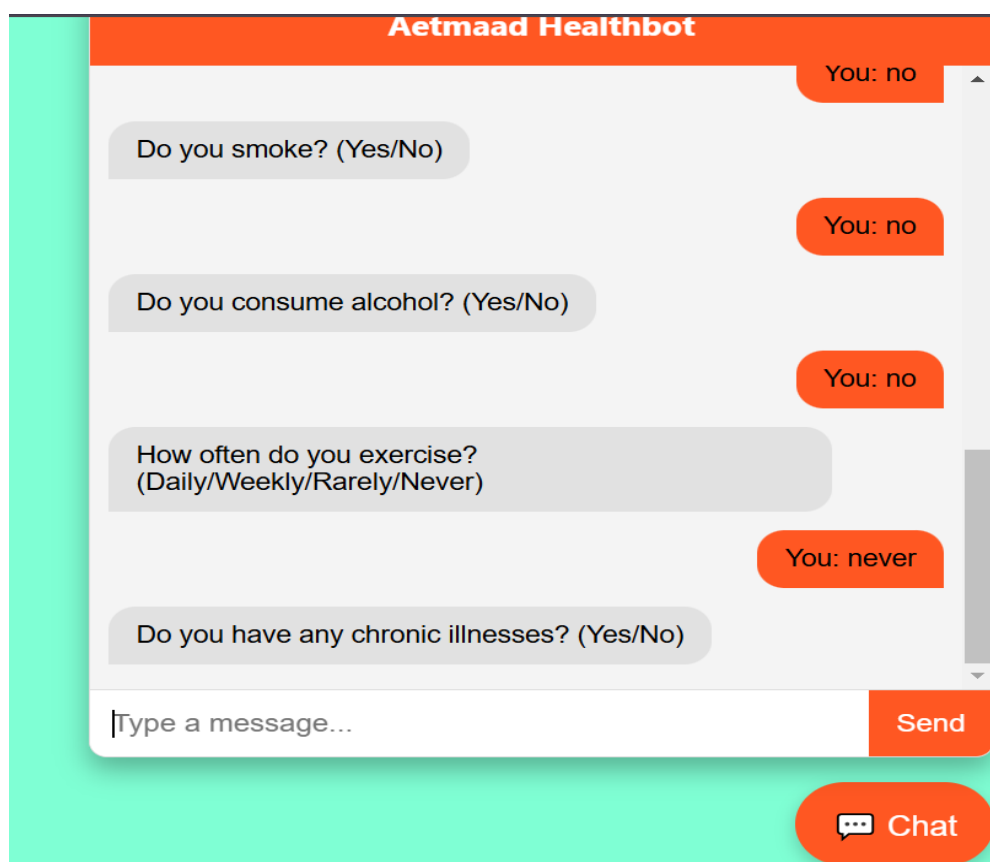 Aetmaad Healthbot
You: no
Do you smoke? (Yes/No)
You: no
Do you consume alcohol? (Yes/No)
You: no
How often do you exercise?
(Daily/Weekly/Rarely/Never)
You: never
Do you have any chronic illnesses? (Yes/No)
Type a message...
Send
Chat